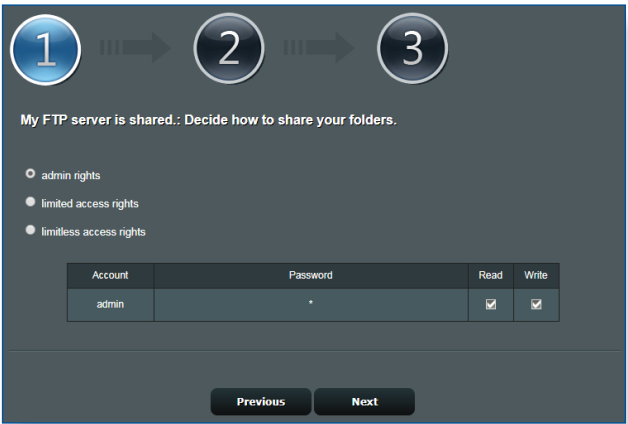 1 2 3
My FTP server is shared.: Decide how to share your folders.
admin rights
limited access rights
limitless access rights
Account Password Read Write
admin *
Previous Next